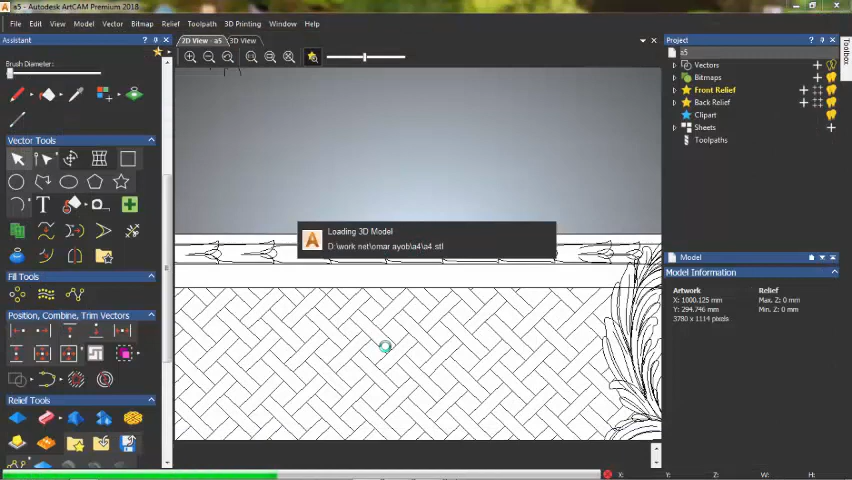 a5 - Autodesk ArtCAM Premium 2018
File Edit View Model Vector Bitmap Relief Toolpath 3D Printing Window Help
Assistant
2D View - a5
3D View
Project
Toolbox
Brush Diameter:
Vector Tools
Fill Tools
Position, Combine, Trim Vectors
Relief Tools
Loading 3D Model
D:\work net\omar ayob\a4\a4.stl
a5
Vectors
Bitmaps
Front Relief
Back Relief
Clipart
Sheets
Toolpaths
Model
Model Information
Artwork Relief
X: 1000.125 mm Max. Z: 0 mm
Y: 294.746 mm Min. Z: 0 mm
3780 x 1114 pixels
X: Y: Z: W: H: